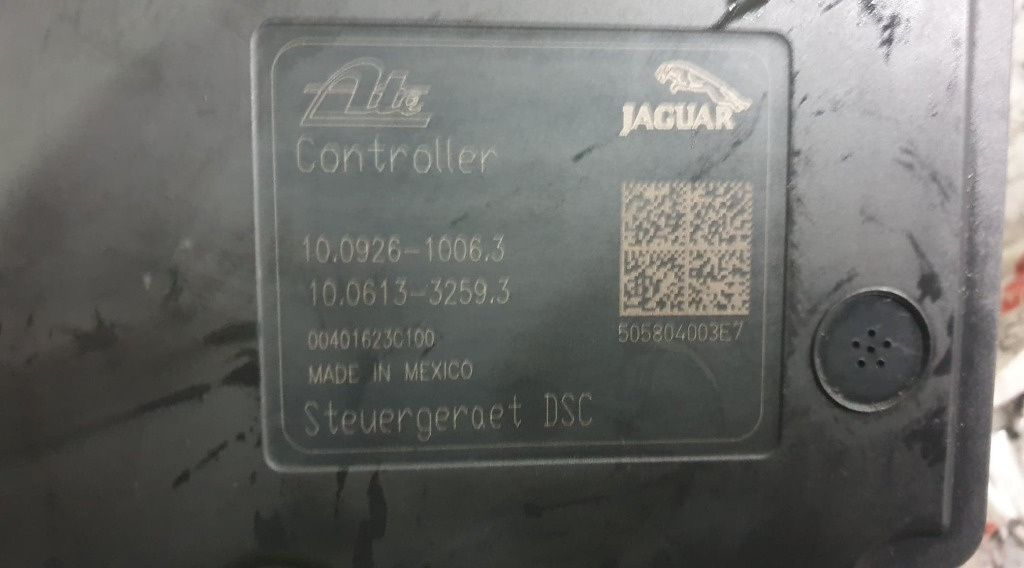 Ate
JAGUAR
Controller
10.0926-1006.3
10.0613-3259.3
00401623C100
505804003E7
MADE IN MEXICO
Steuergeraet DSC